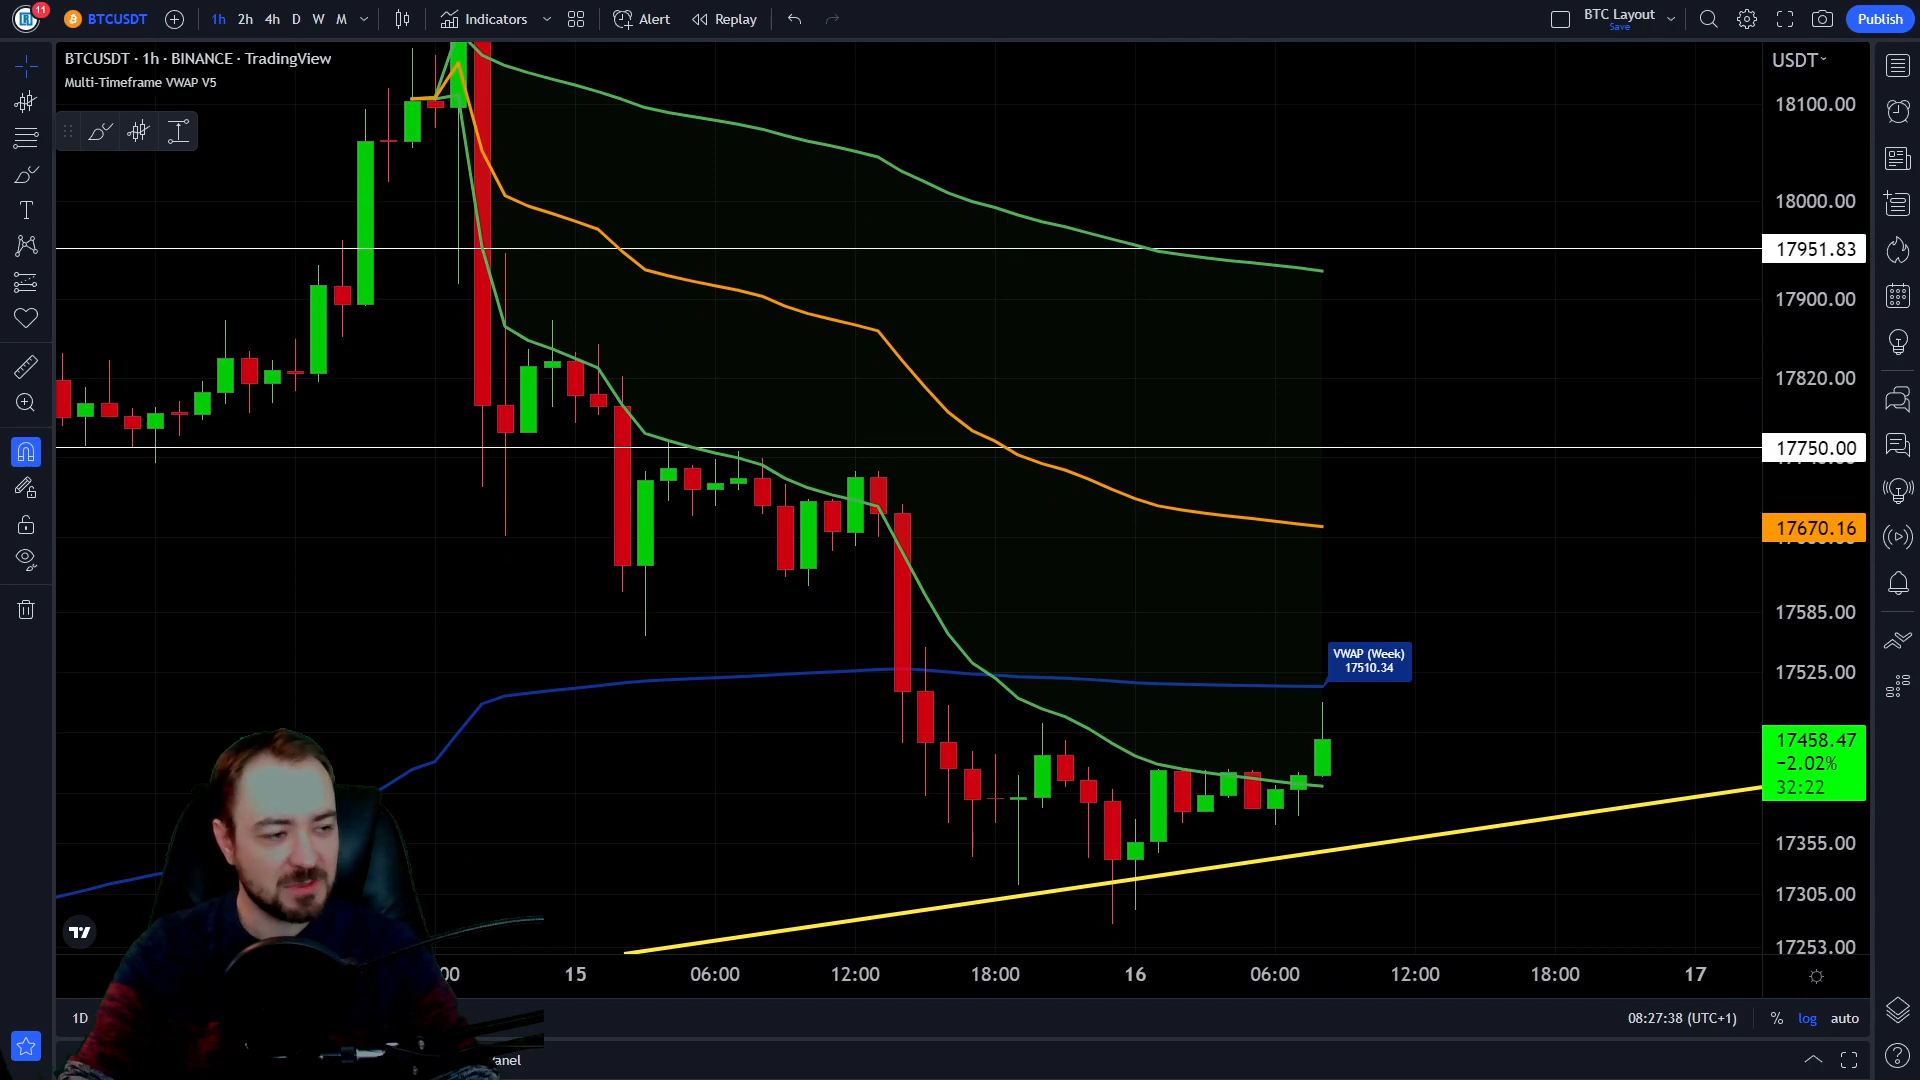 11
BTCUSDT
1h 2h 4h D W M
Indicators
Alert
Replay
BTC Layout
Save
Publish
BTCUSDT · 1h · BINANCE · TradingView
Multi-Timeframe VWAP V5
USDT
18100.00
18000.00
17951.83
17900.00
17820.00
17750.00
17670.16
17585.00
VWAP (Week)
17510.34
17525.00
17458.47
−2.02%
32:22
17355.00
17305.00
17253.00
00 15 06:00 12:00 18:00 16 06:00 12:00 18:00 17
1D
08:27:38 (UTC+1)
% log auto
anel